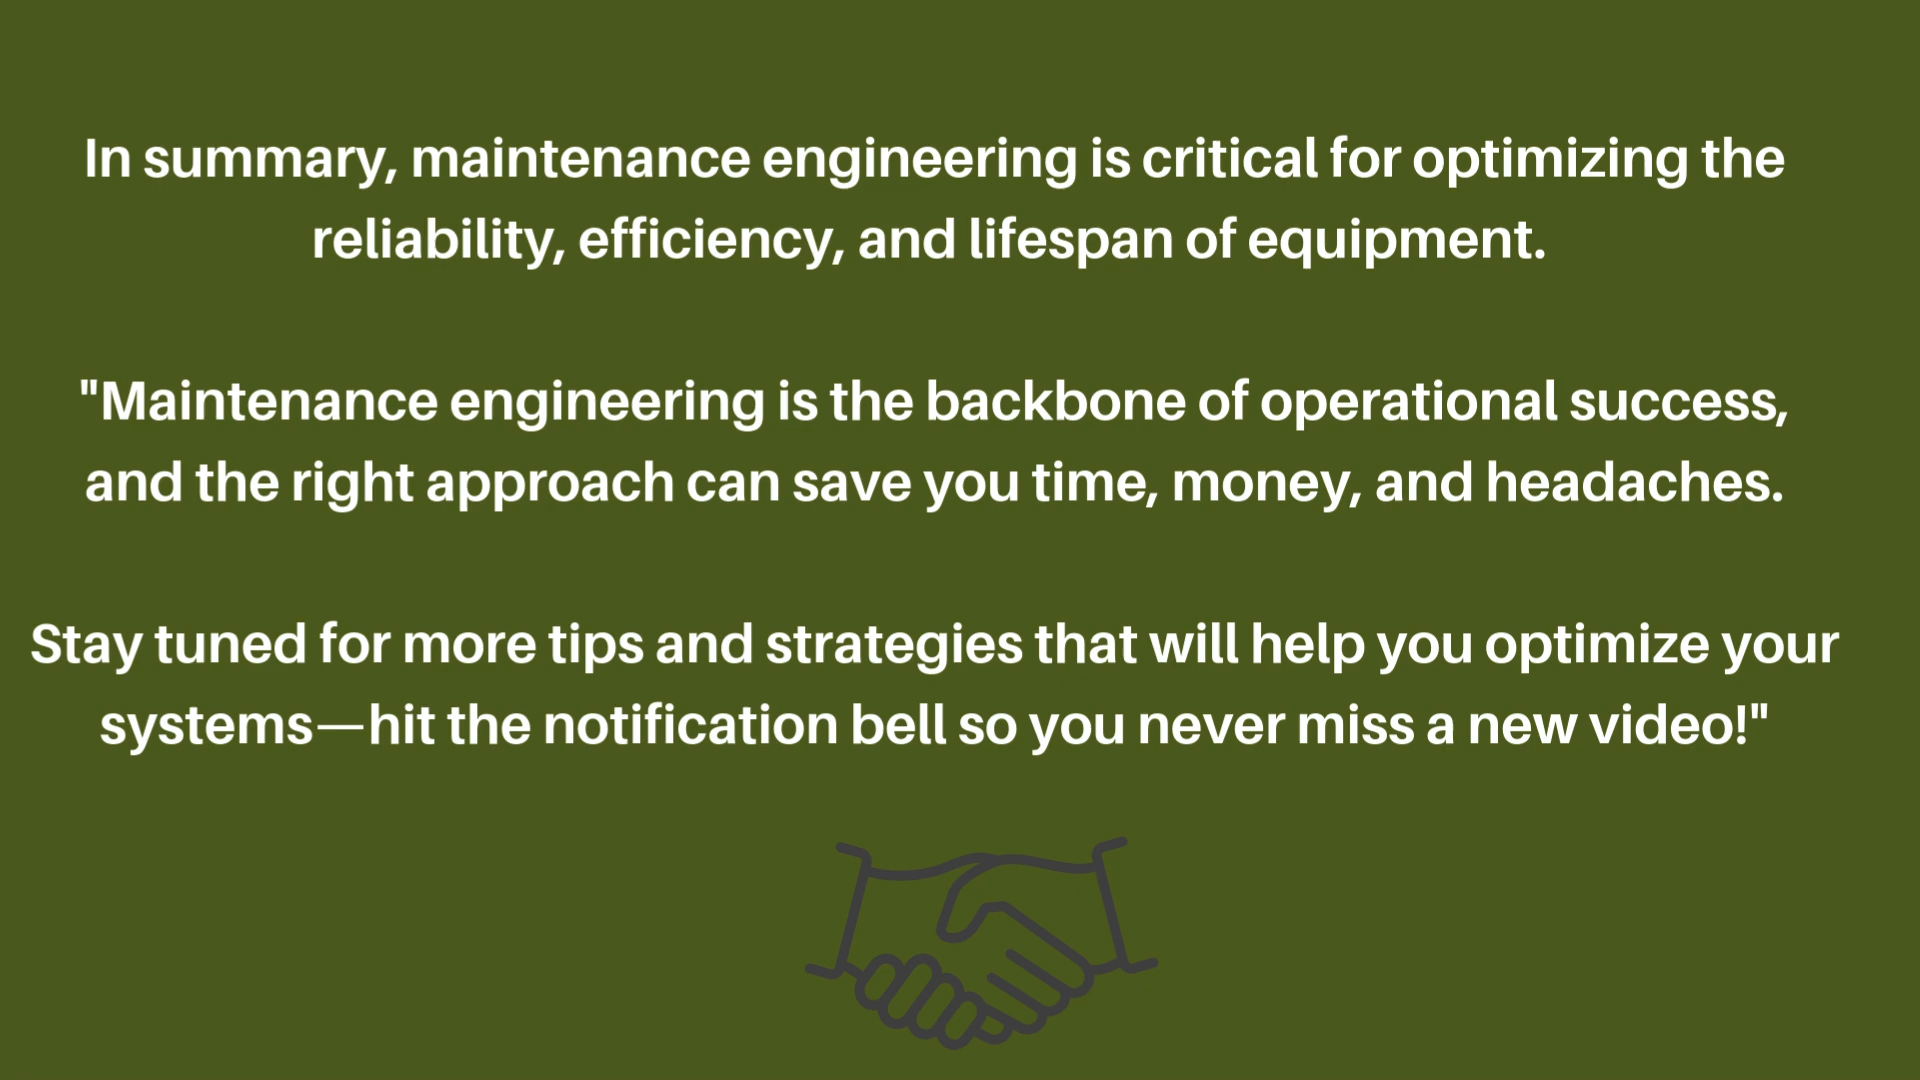 In summary, maintenance engineering is critical for optimizing the
reliability, efficiency, and lifespan of equipment.
"Maintenance engineering is the backbone of operational success,
and the right approach can save you time, money, and headaches.
Stay tuned for more tips and strategies that will help you optimize your
systems—hit the notification bell so you never miss a new video!"